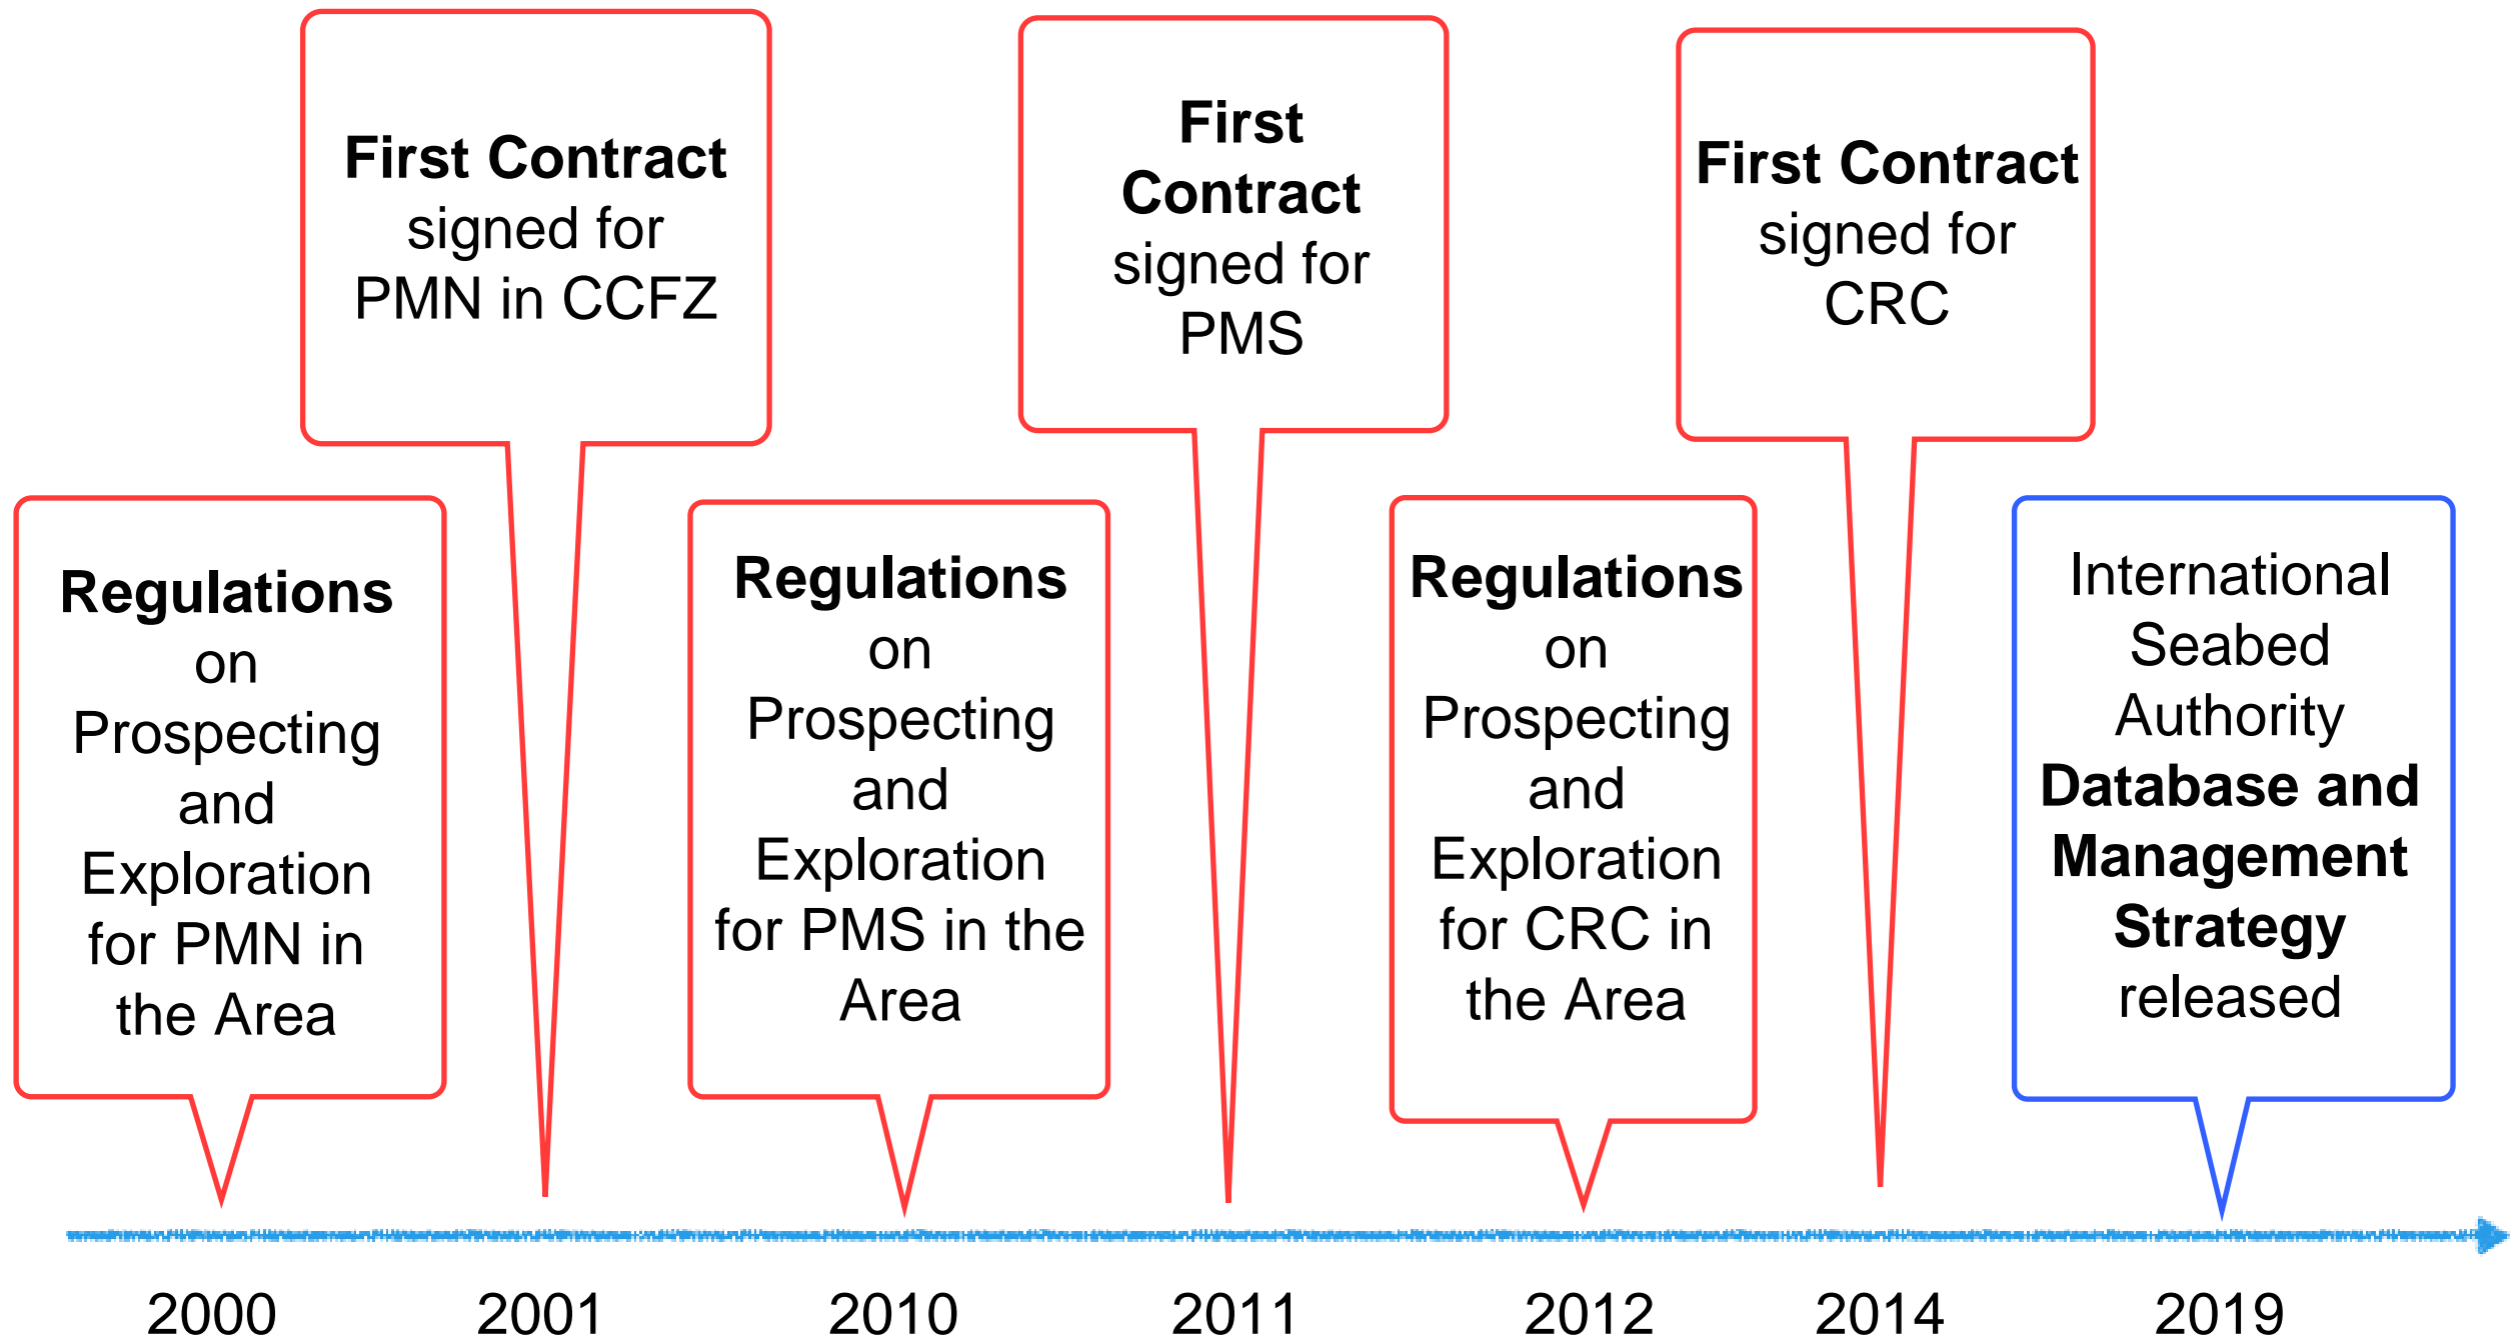 First Contract
signed for
PMN in CCFZ
First
Contract
signed for
PMS
First Contract
signed for
CRC
Regulations
on
Prospecting
and
Exploration
for PMN in
the Area
Regulations
on
Prospecting
and
Exploration
for PMS in the
Area
Regulations
on
Prospecting
and
Exploration
for CRC in
the Area
International
Seabed
Authority
Database and
Management
Strategy
released
2000
2001
2010
2011
2012
2014
2019